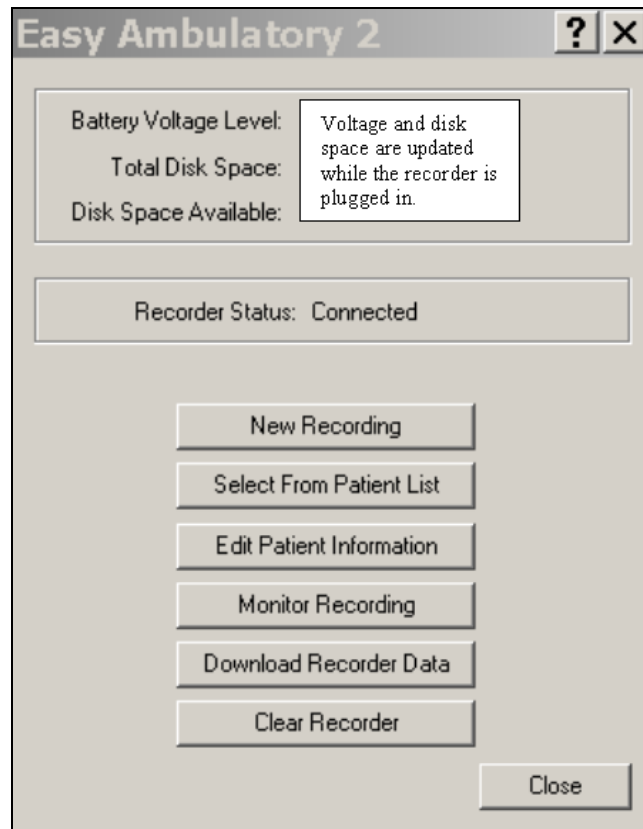 Easy Ambulatory 2 ? X
Battery Voltage Level:
Total Disk Space:
Disk Space Available:
Voltage and disk
space are updated
while the recorder is
plugged in.
Recorder Status: Connected
New Recording
Select From Patient List
Edit Patient Information
Monitor Recording
Download Recorder Data
Clear Recorder
Close